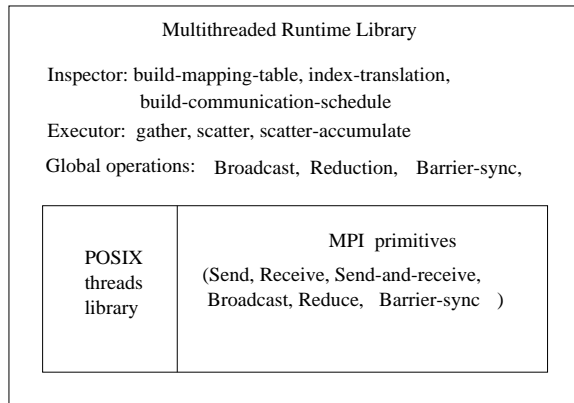 Multithreaded Runtime Library
Inspector: build-mapping-table, index-translation,
build-communication-schedule
Executor: gather, scatter, scatter-accumulate
Global operations: Broadcast, Reduction, Barrier-sync,
POSIX
threads
library
MPI primitives
(Send, Receive, Send-and-receive,
Broadcast, Reduce, Barrier-sync )